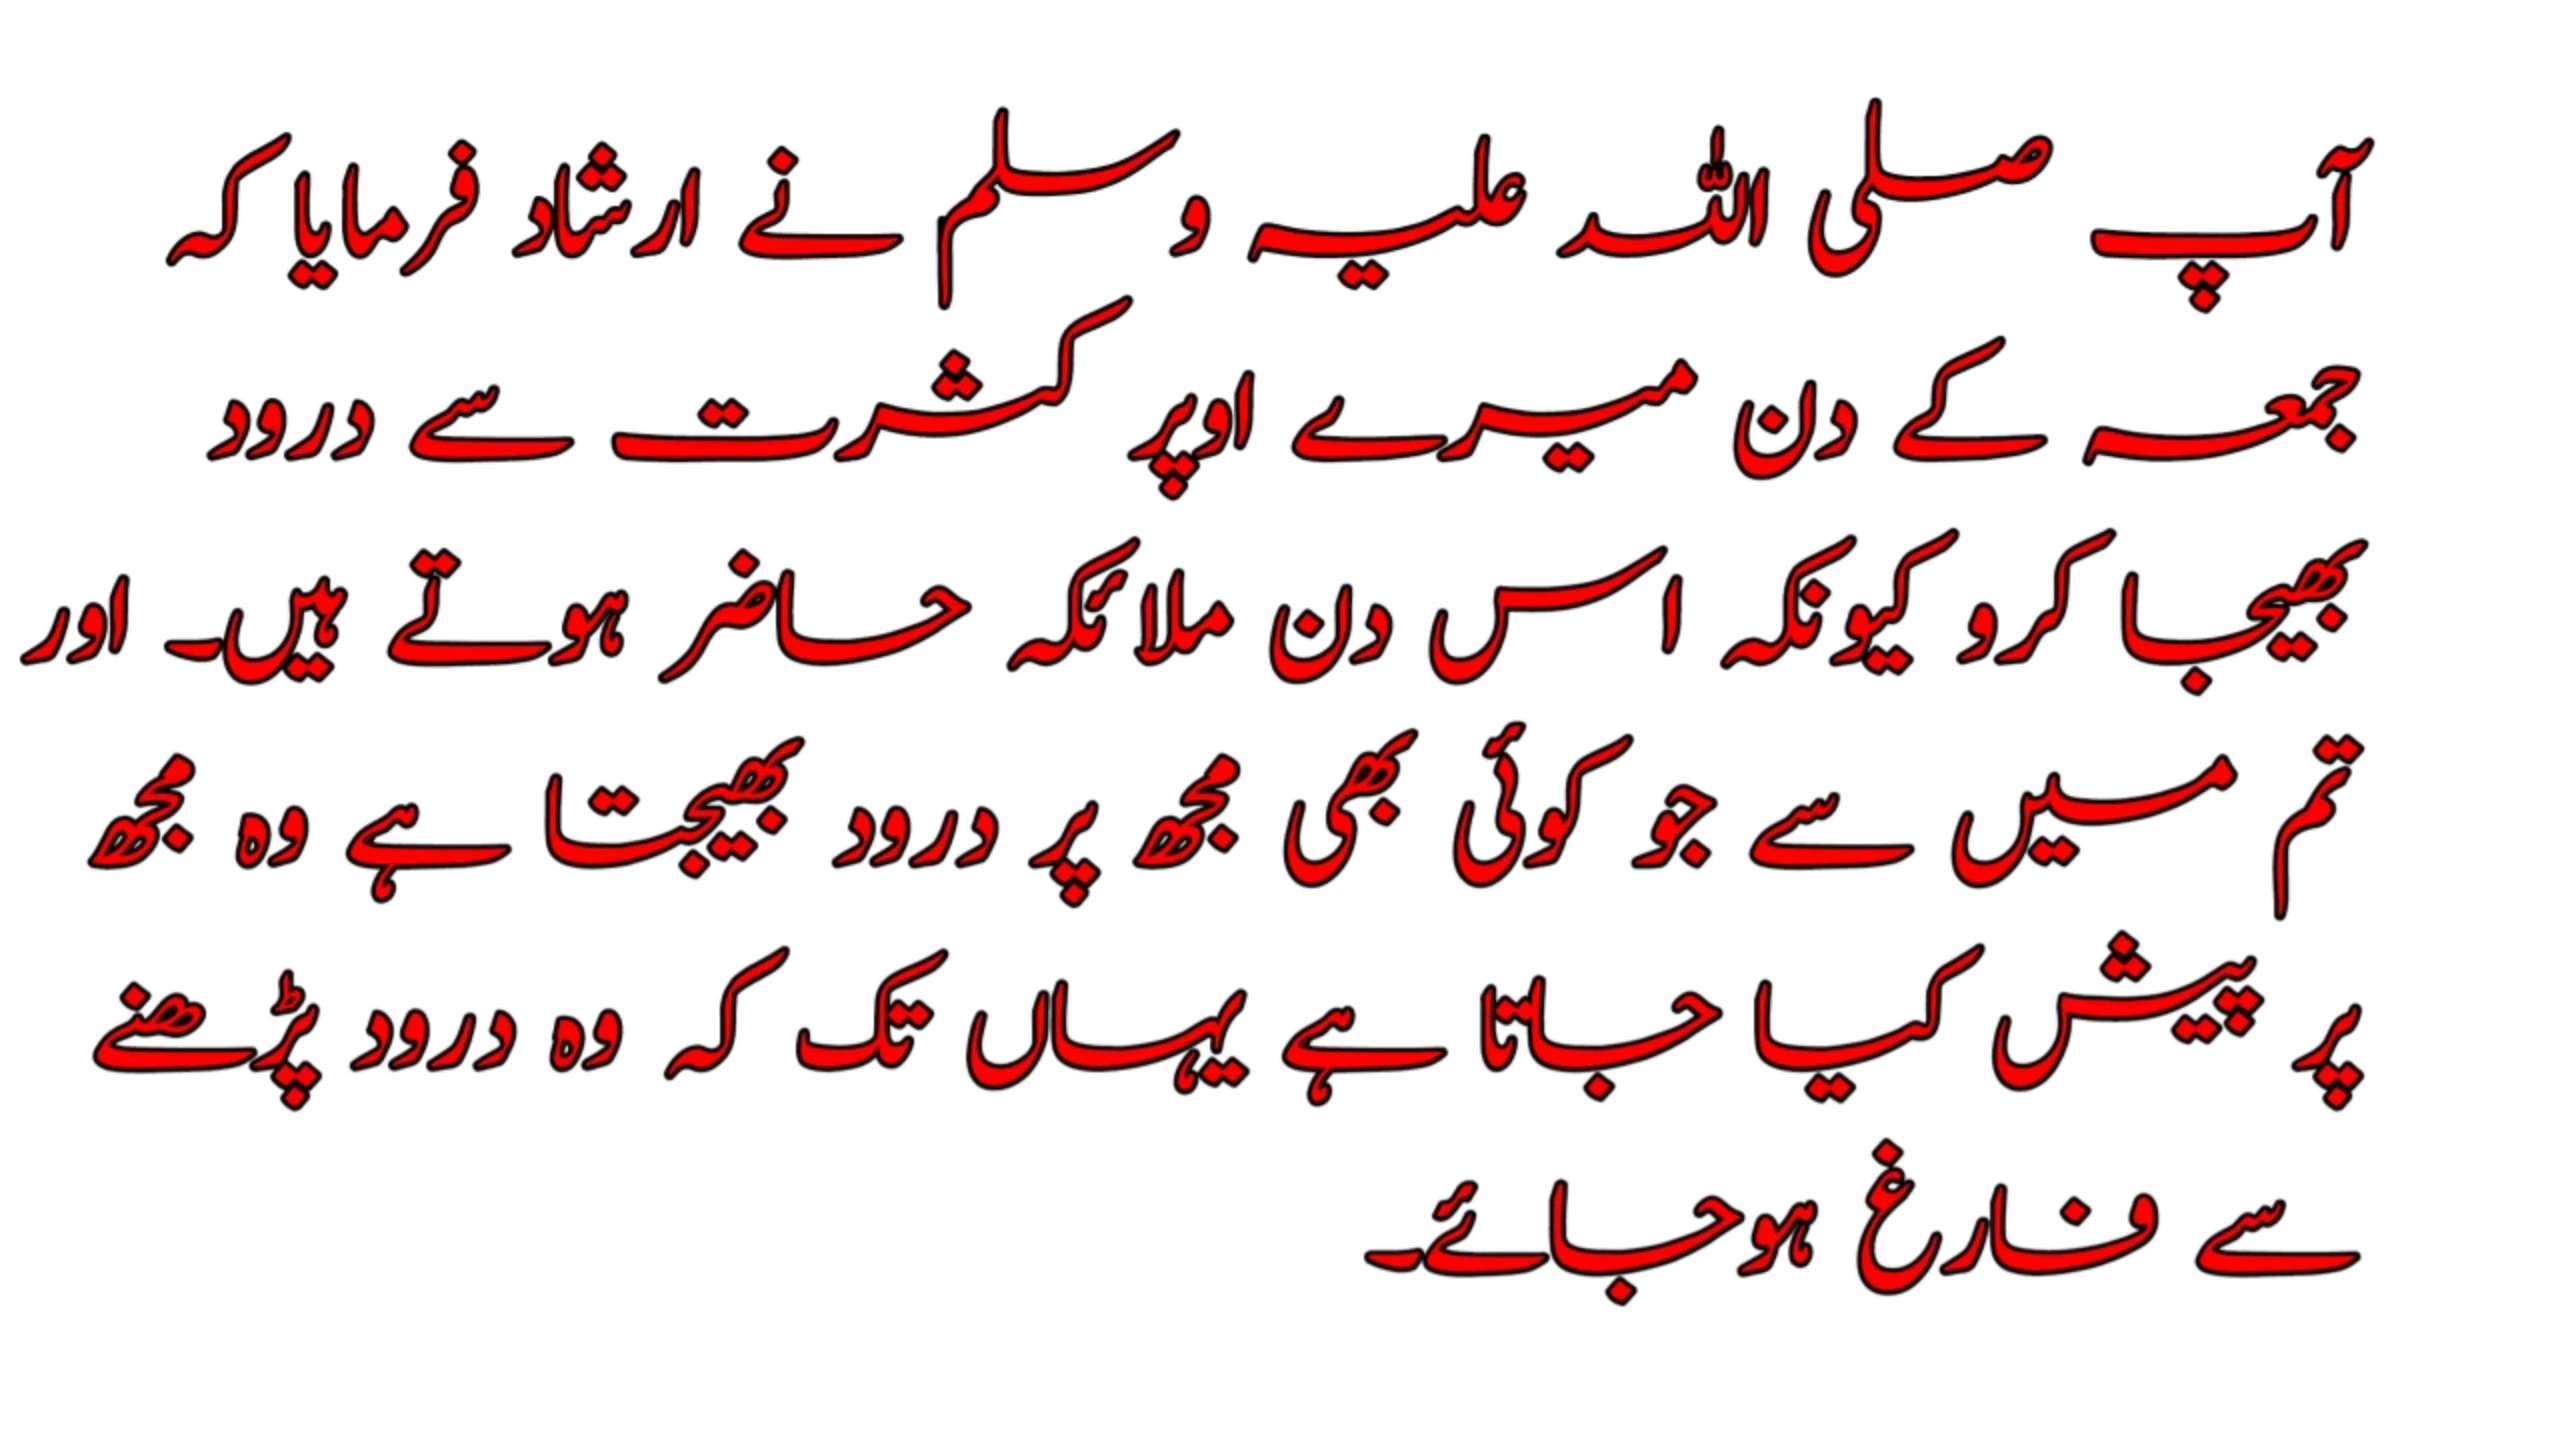 آپ صلی اللہ علیہ وسلم نے ارشاد فرمایا کہ
جمعہ کے دن میرے اوپر کثرت سے درود
بھیجا کرو کیونکہ اس دن ملائکہ حاضر ہوتے ہیں۔ اور
تم میں سے جو کوئی بھی مجھ پر درود بھیجتا ہے وہ مجھ
پر پیش کیا جاتا ہے یہاں تک کہ وہ درود پڑھنے
سے فارغ ہوجائے۔